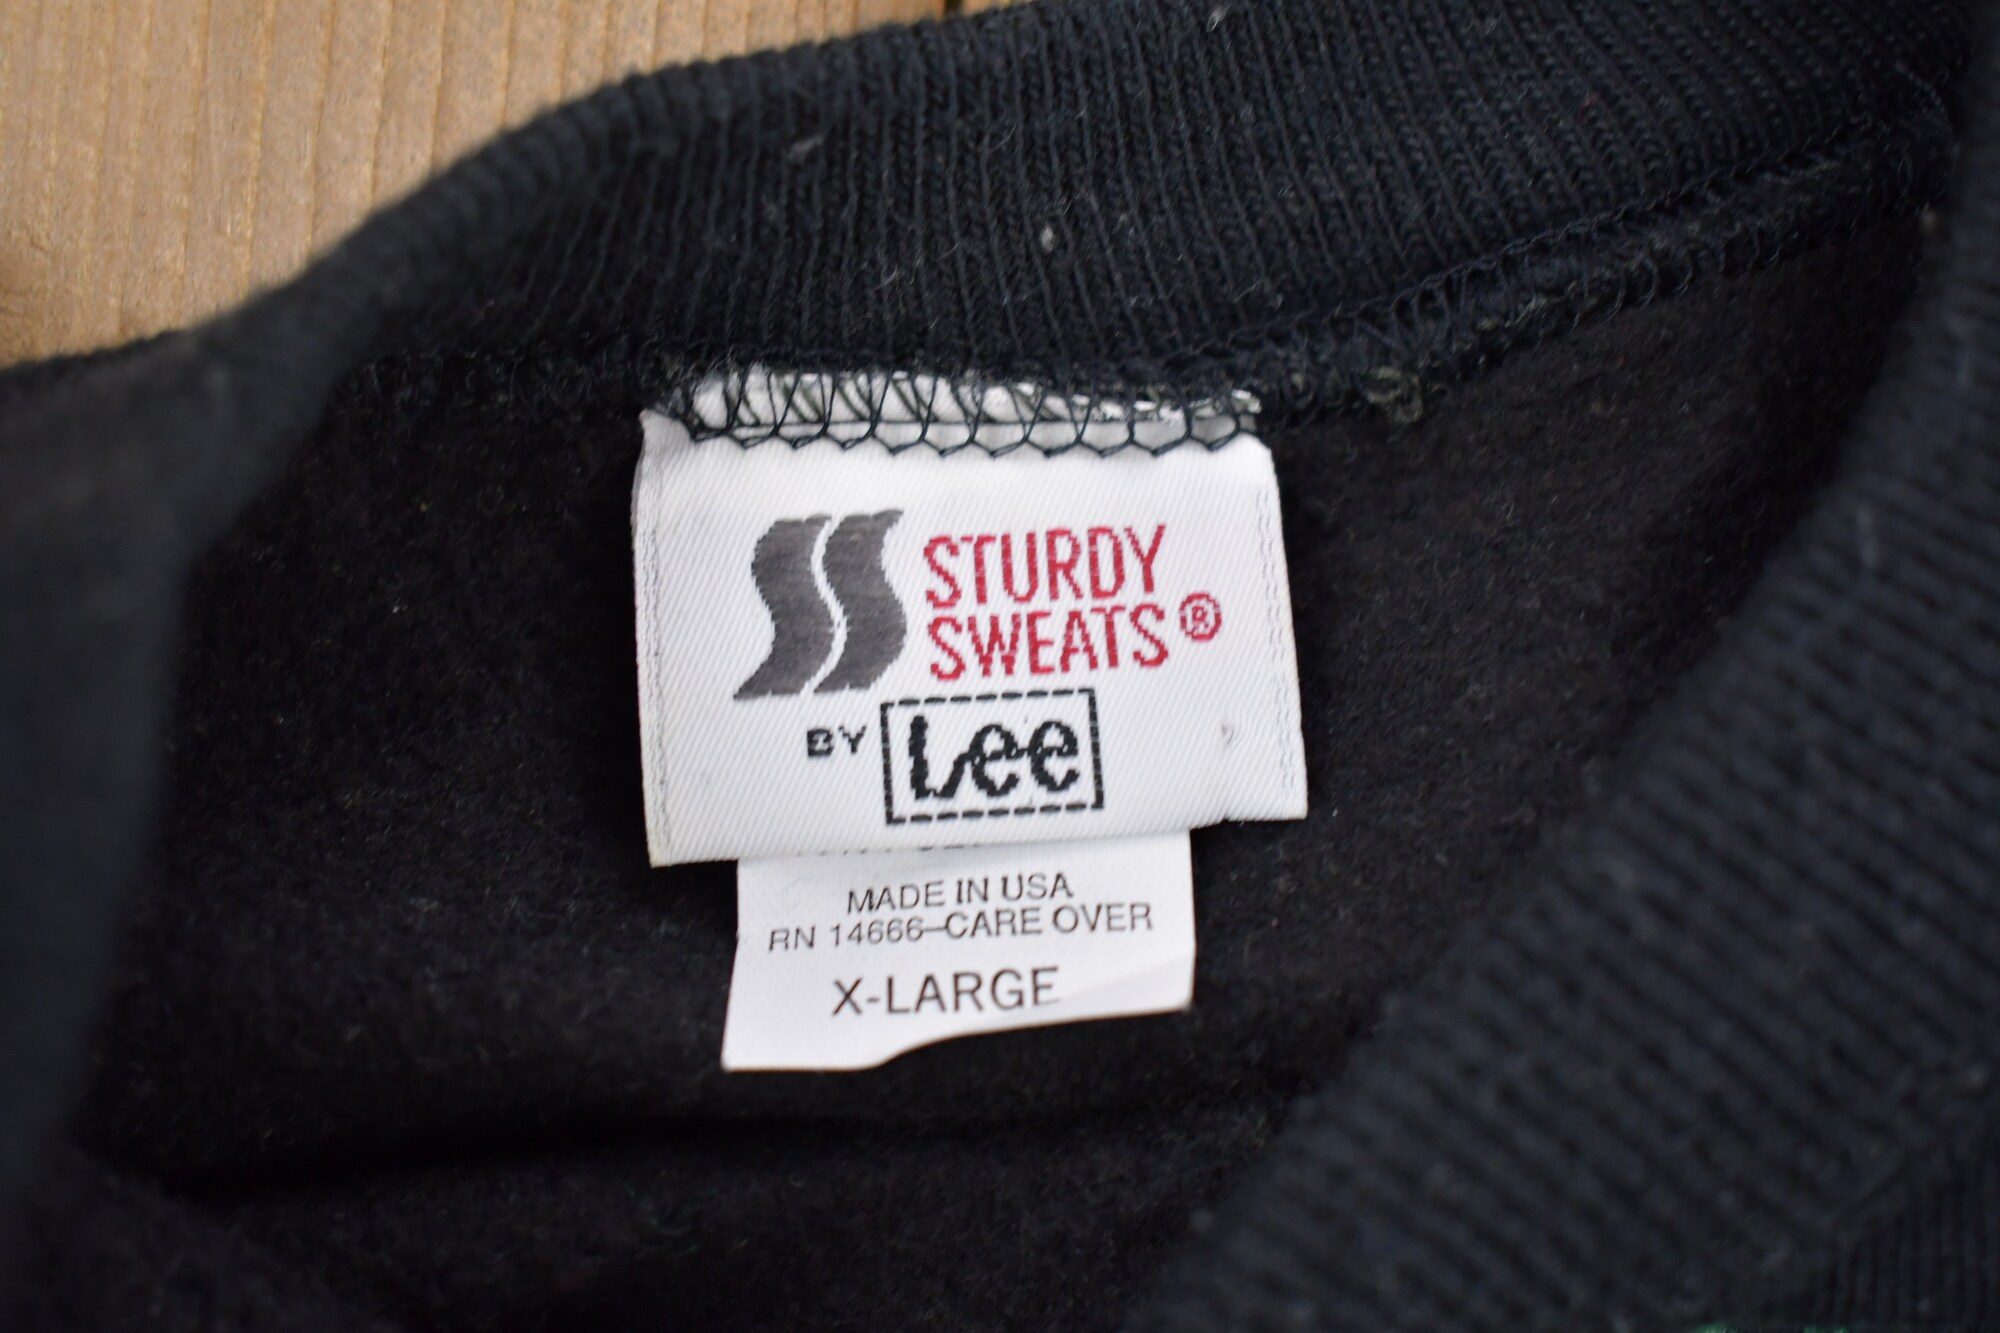 STURDY
SWEATS®
BY Lee
MADE IN USA
RN 14666–CARE OVER
X-LARGE